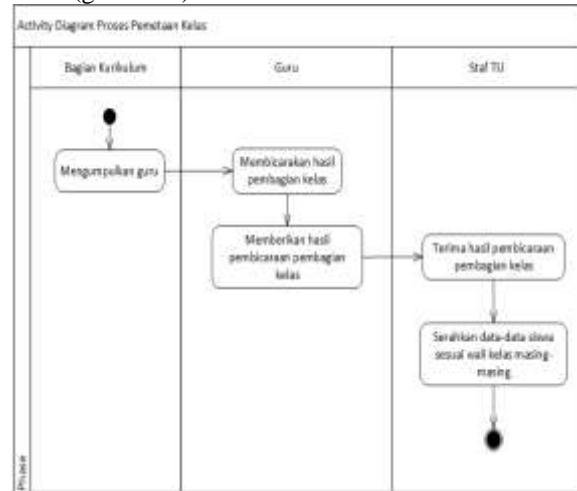 Activity Diagram Proses Pemetaan Kelas
Bagian Kurikulum
Guru
Staf TU
Mengumpulkan guru
Membicarakan hasil
pembagian kelas
Memberikan hasil
pembicaraan pembagian
kelas
Terima hasil pembicaraan
pembagian kelas
Serahkan data-data siswa
sesuai wali kelas masing-
masing
Phase